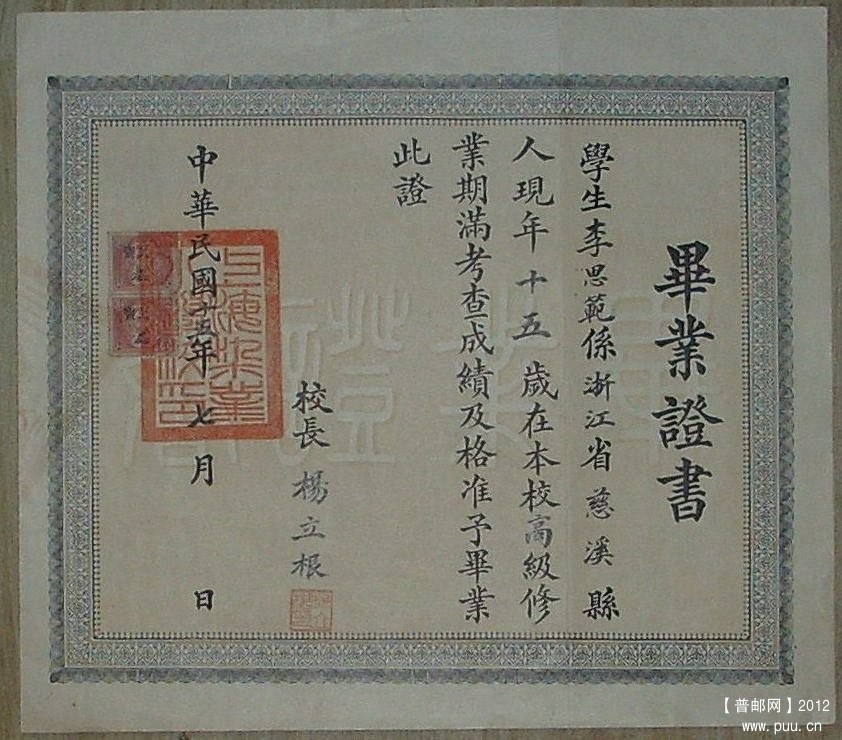 畢業證書
學生李思範係浙江省慈溪縣
人現年十五歲在本校高級修
業期滿考查成績及格准予畢業
此證
校長 楊立根
中華民國十五年七月 日
【普邮网】2012
www.puu.cn